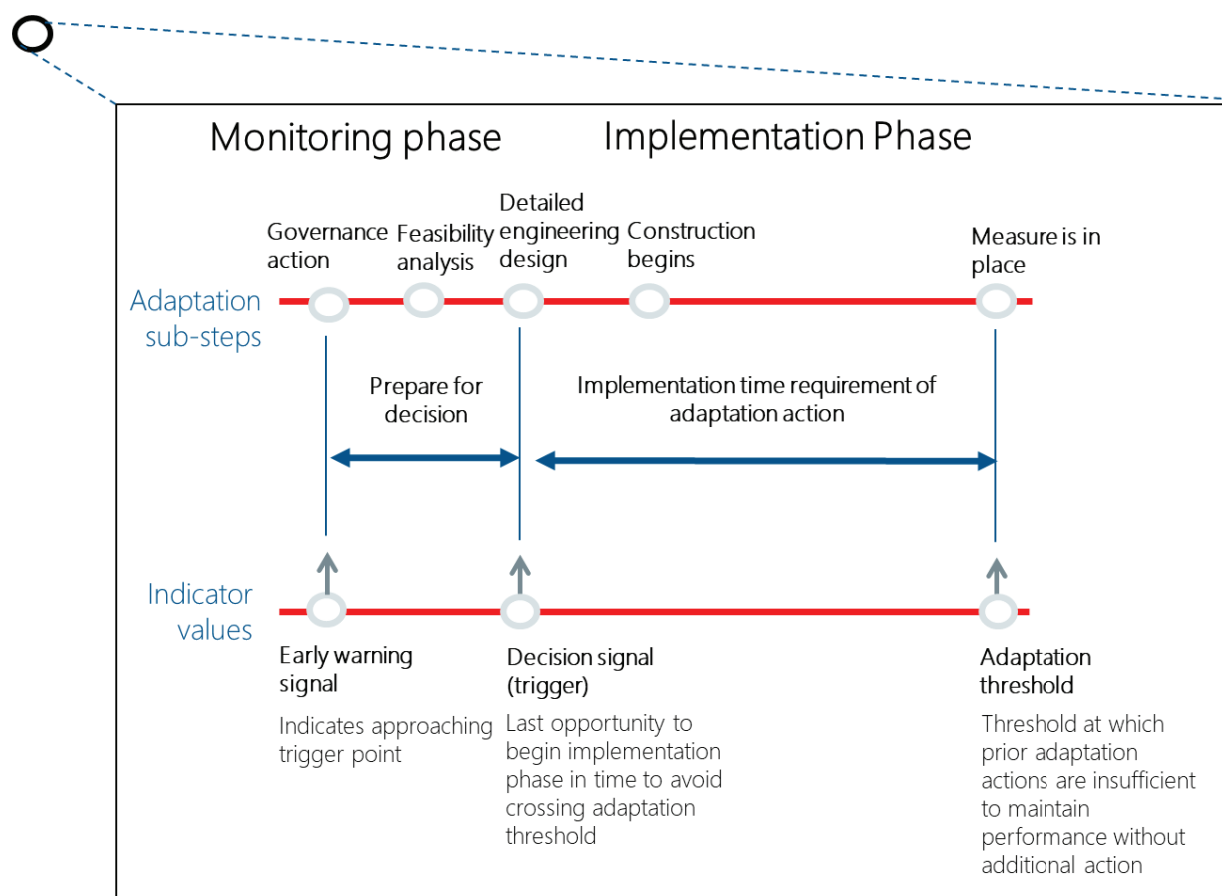 Monitoring phase
Implementation Phase
Governance
action
Feasibility
analysis
Detailed
engineering
design
Construction
begins
Measure is in
place
Adaptation
sub-steps
Prepare for
decision
Implementation time requirement of
adaptation action
Indicator
values
Early warning
signal
Indicates approaching
trigger point
Decision signal
(trigger)
Last opportunity to
begin implementation
phase in time to avoid
crossing adaptation
threshold
Adaptation
threshold
Threshold at which
prior adaptation
actions are insufficient
to maintain
performance without
additional action